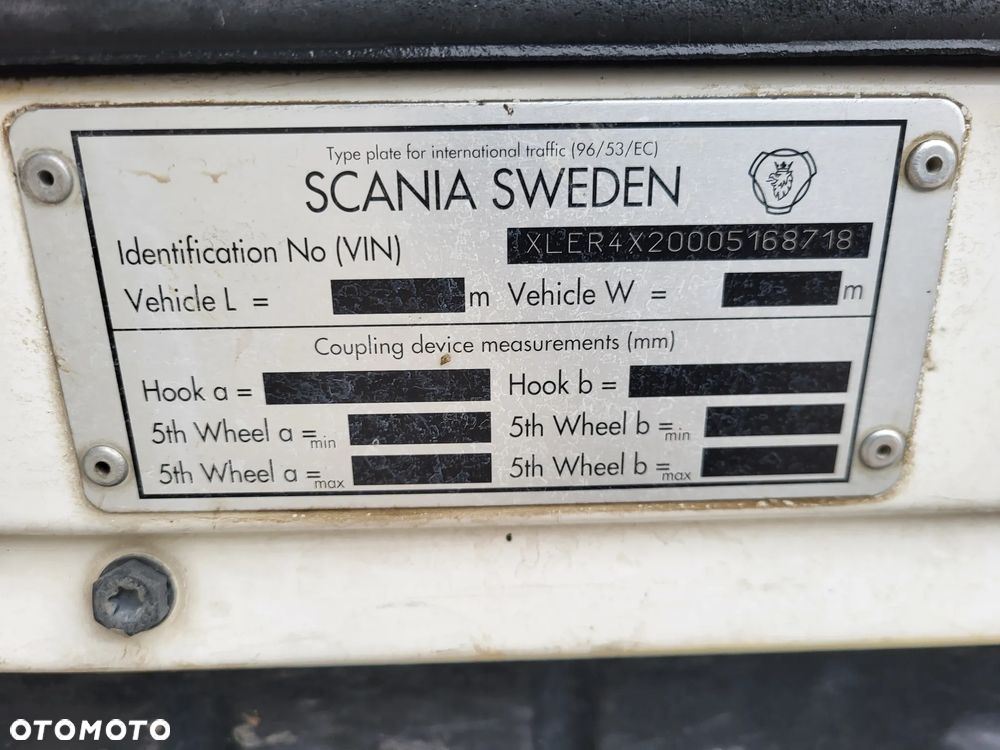 Type plate for international traffic (96/53/EC)
SCANIA SWEDEN
Identification No (VIN) XLER4X20005168718
Vehicle L = m Vehicle W = m
Coupling device measurements (mm)
Hook a = Hook b =
5th Wheel a =min 5th Wheel b =min
5th Wheel a =max 5th Wheel b =max
OTOMOTO